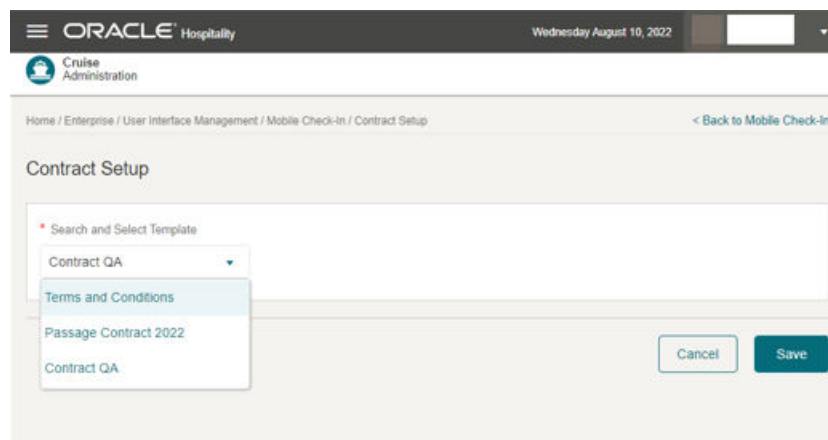 ORACLE Hospitality
Wednesday August 10, 2022
Cruise
Administration
Home / Enterprise / User Interface Management / Mobile Check-In / Contract Setup
< Back to Mobile Check-In
Contract Setup
* Search and Select Template
Contract QA
Terms and Conditions
Passage Contract 2022
Contract QA
Cancel
Save